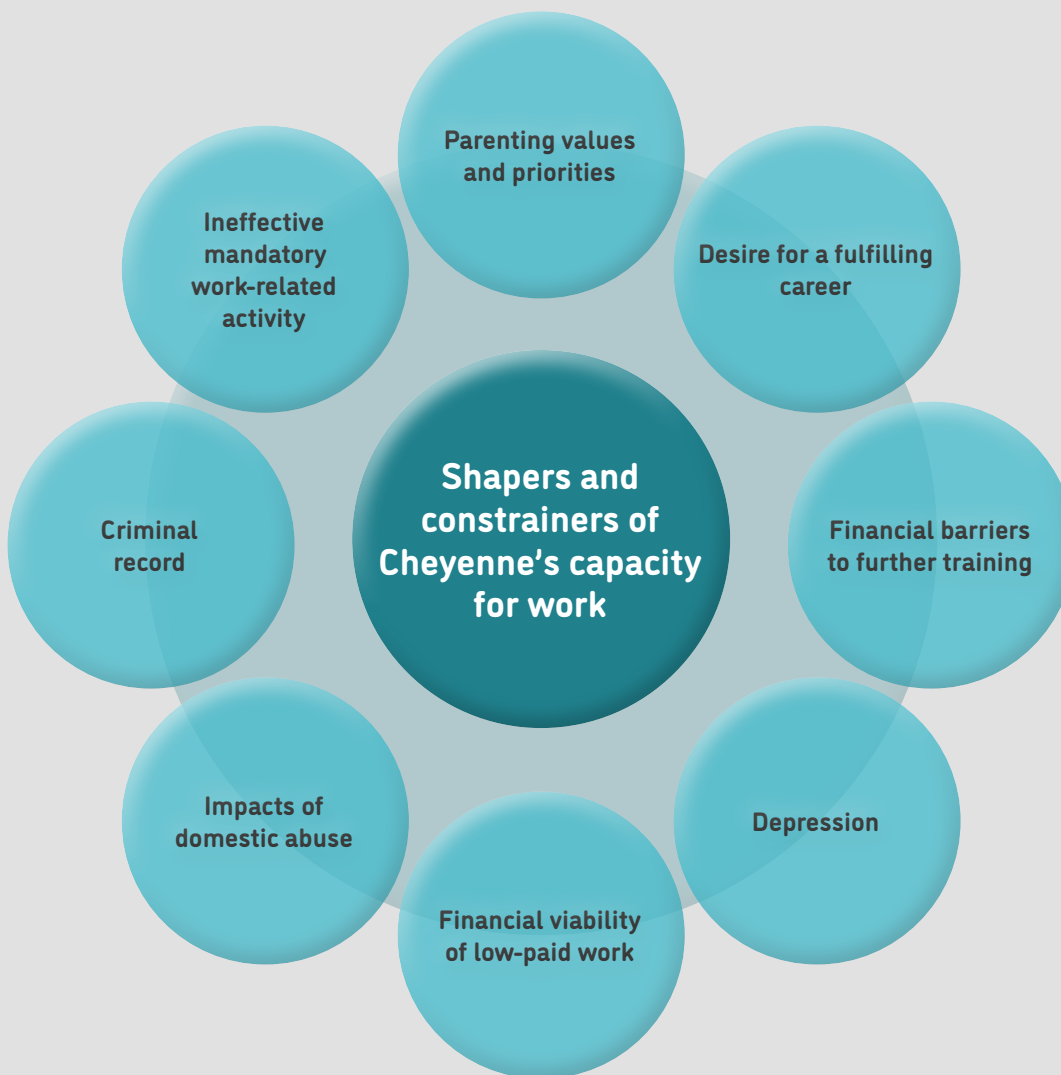 Parenting values
and priorities
Ineffective
mandatory
work-related
activity
Desire for a fulfilling
career
Shapers and
constrainers of
Cheyenne’s capacity
for work
Criminal
record
Financial barriers
to further training
Impacts of
domestic abuse
Depression
Financial viability
of low-paid work